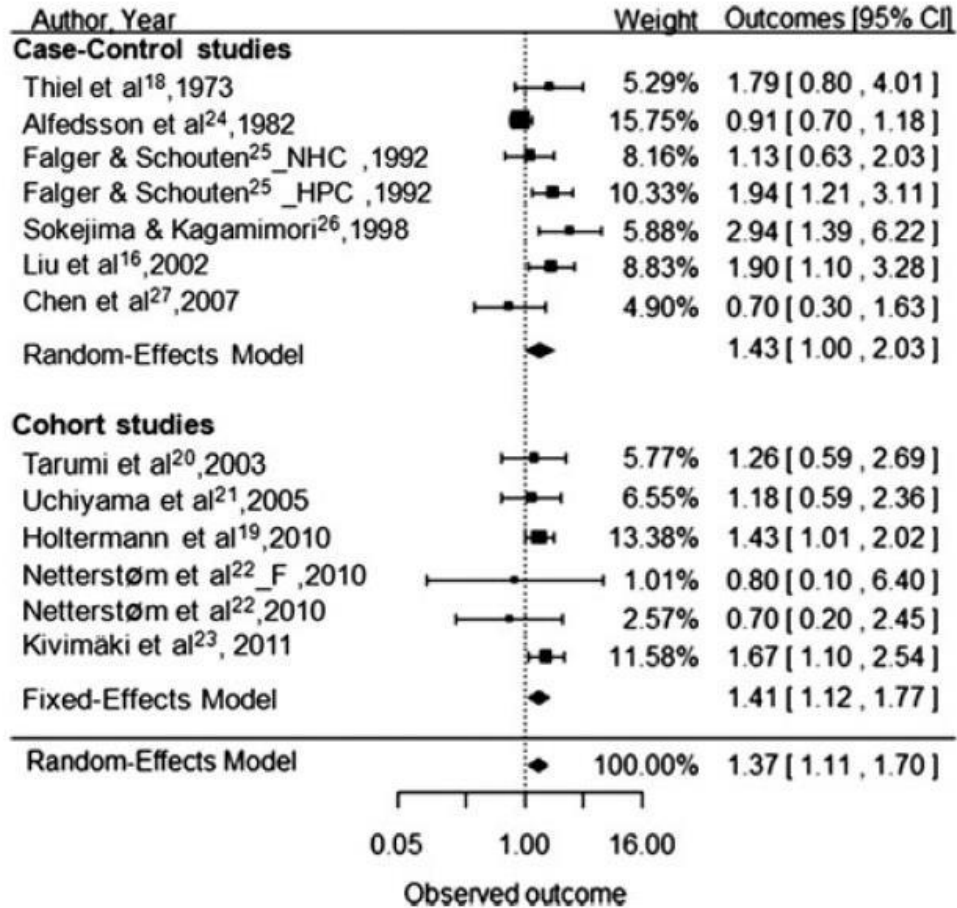 Author, Year Weight Outcomes [95% CI]
Case-Control studies
Thiel et al18,1973 5.29% 1.79 [ 0.80 , 4.01 ]
Alfedsson et al24,1982 15.75% 0.91 [ 0.70 , 1.18 ]
Falger & Schouten25_NHC ,1992 8.16% 1.13 [ 0.63 , 2.03 ]
Falger & Schouten25 _HPC ,1992 10.33% 1.94 [ 1.21 , 3.11 ]
Sokejima & Kagamimori26,1998 5.88% 2.94 [ 1.39 , 6.22 ]
Liu et al16,2002 8.83% 1.90 [ 1.10 , 3.28 ]
Chen et al27,2007 4.90% 0.70 [ 0.30 , 1.63 ]
Random-Effects Model 1.43 [ 1.00 , 2.03 ]
Cohort studies
Tarumi et al20,2003 5.77% 1.26 [ 0.59 , 2.69 ]
Uchiyama et al21,2005 6.55% 1.18 [ 0.59 , 2.36 ]
Holtermann et al19,2010 13.38% 1.43 [ 1.01 , 2.02 ]
Netterstøm et al22_F ,2010 1.01% 0.80 [ 0.10 , 6.40 ]
Netterstøm et al22,2010 2.57% 0.70 [ 0.20 , 2.45 ]
Kivimäki et al23, 2011 11.58% 1.67 [ 1.10 , 2.54 ]
Fixed-Effects Model 1.41 [ 1.12 , 1.77 ]
Random-Effects Model 100.00% 1.37 [ 1.11 , 1.70 ]
0.05 1.00 16.00
Observed outcome